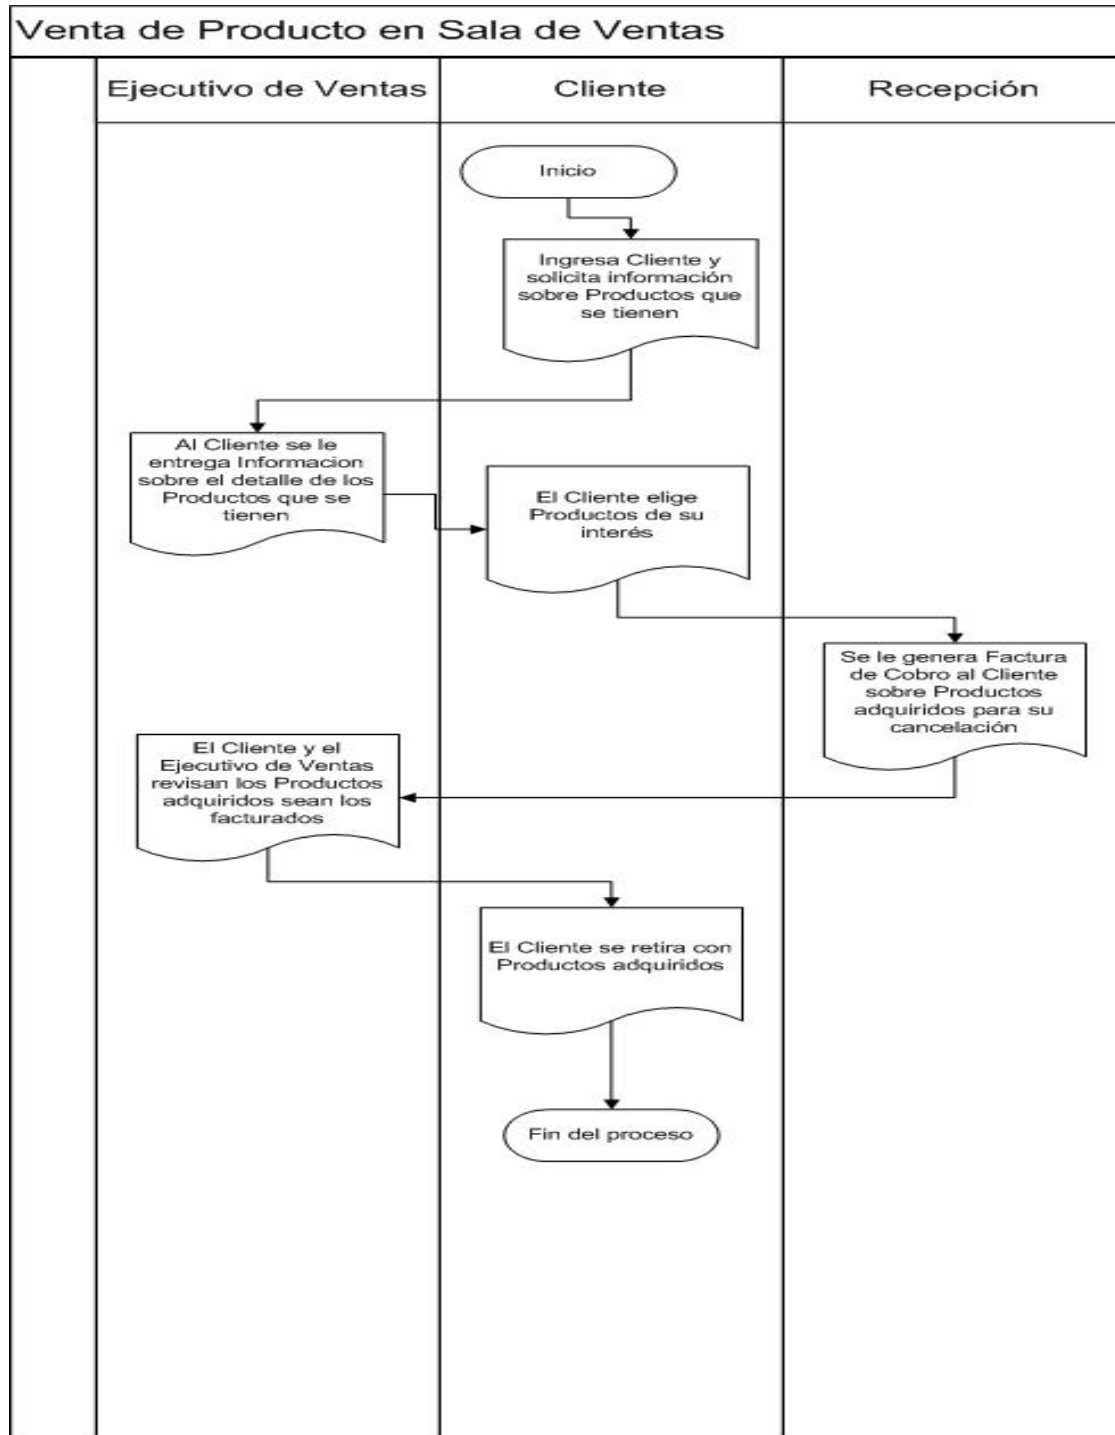 Venta de Producto en Sala de Ventas
Ejecutivo de Ventas
Cliente
Recepción
Inicio
Ingresa Cliente y
solicita información
sobre Productos que
se tienen
Al Cliente se le
entrega Informacion
sobre el detalle de los
Productos que se
tienen
El Cliente elige
Productos de su
interés
Se le genera Factura
de Cobro al Cliente
sobre Productos
adquiridos para su
cancelación
El Cliente y el
Ejecutivo de Ventas
revisan los Productos
adquiridos sean los
facturados
El Cliente se retira con
Productos adquiridos
Fin del proceso